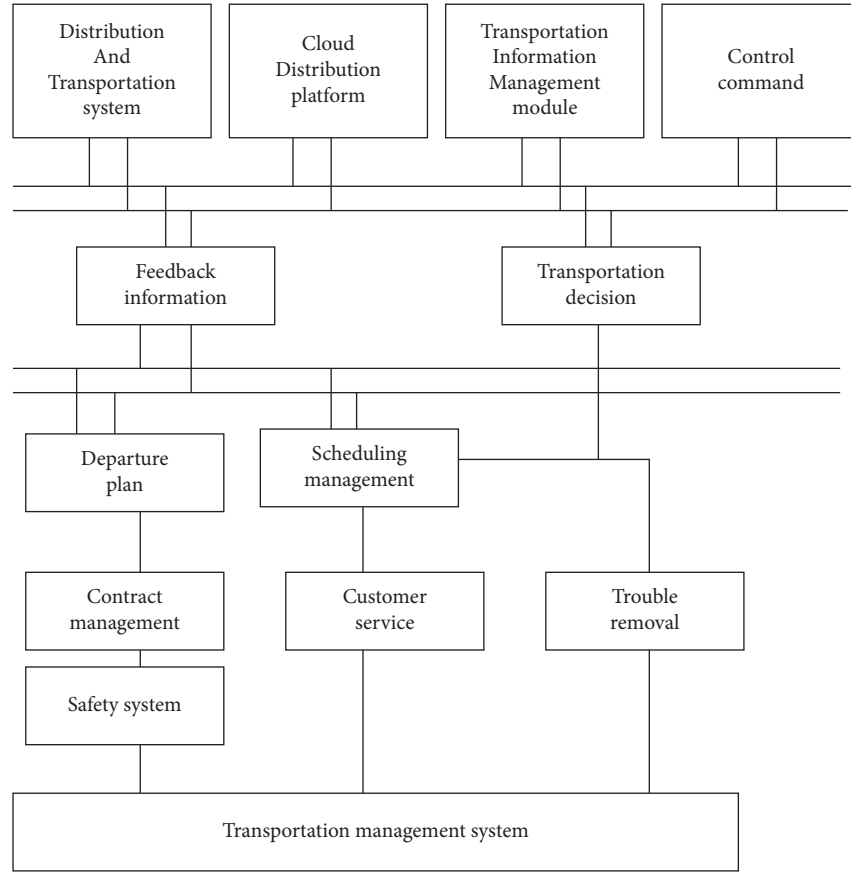 Distribution
And
Transportation
system
Cloud
Distribution
platform
Transportation
Information
Management
module
Control
command
Feedback
information
Transportation
decision
Departure
plan
Scheduling
management
Contract
management
Customer
service
Trouble
removal
Safety system
Transportation management system